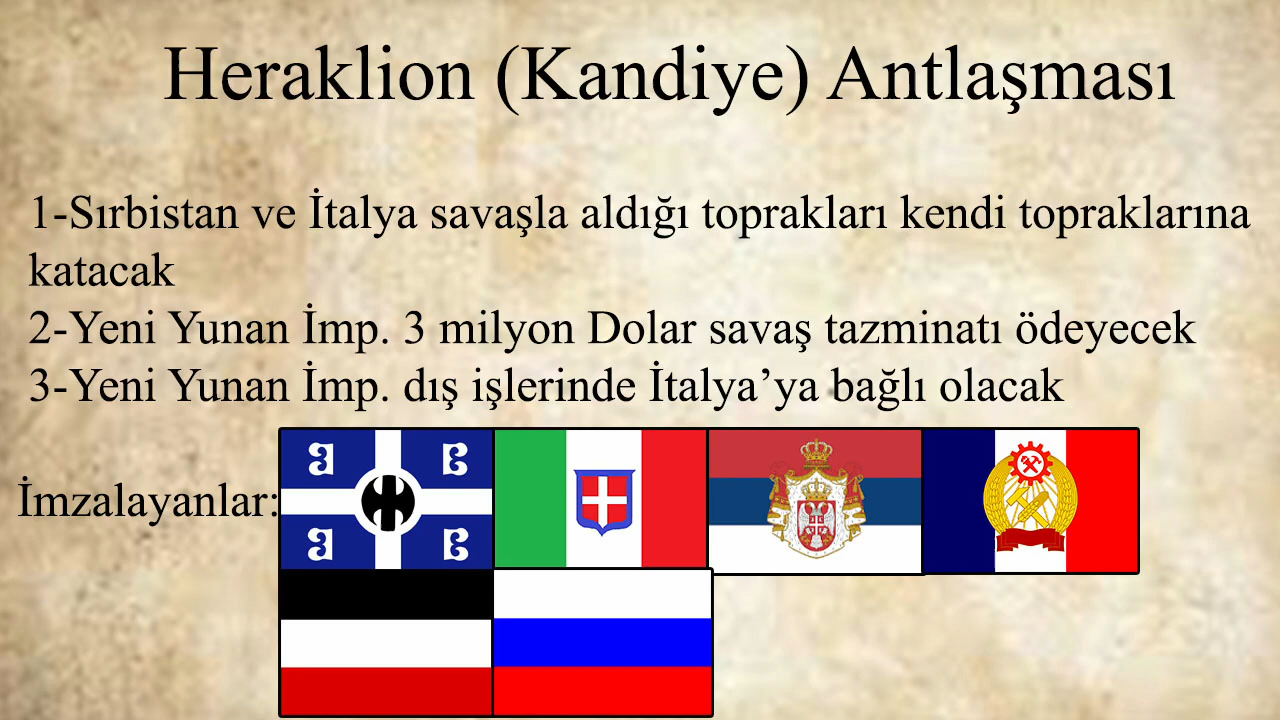 Heraklion (Kandiye) Antlaşması
1-Sırbistan ve İtalya savaşla aldığı toprakları kendi topraklarına
katacak
2-Yeni Yunan İmp. 3 milyon Dolar savaş tazminatı ödeyecek
3-Yeni Yunan İmp. dış işlerinde İtalya’ya bağlı olacak
İmzalayanlar: